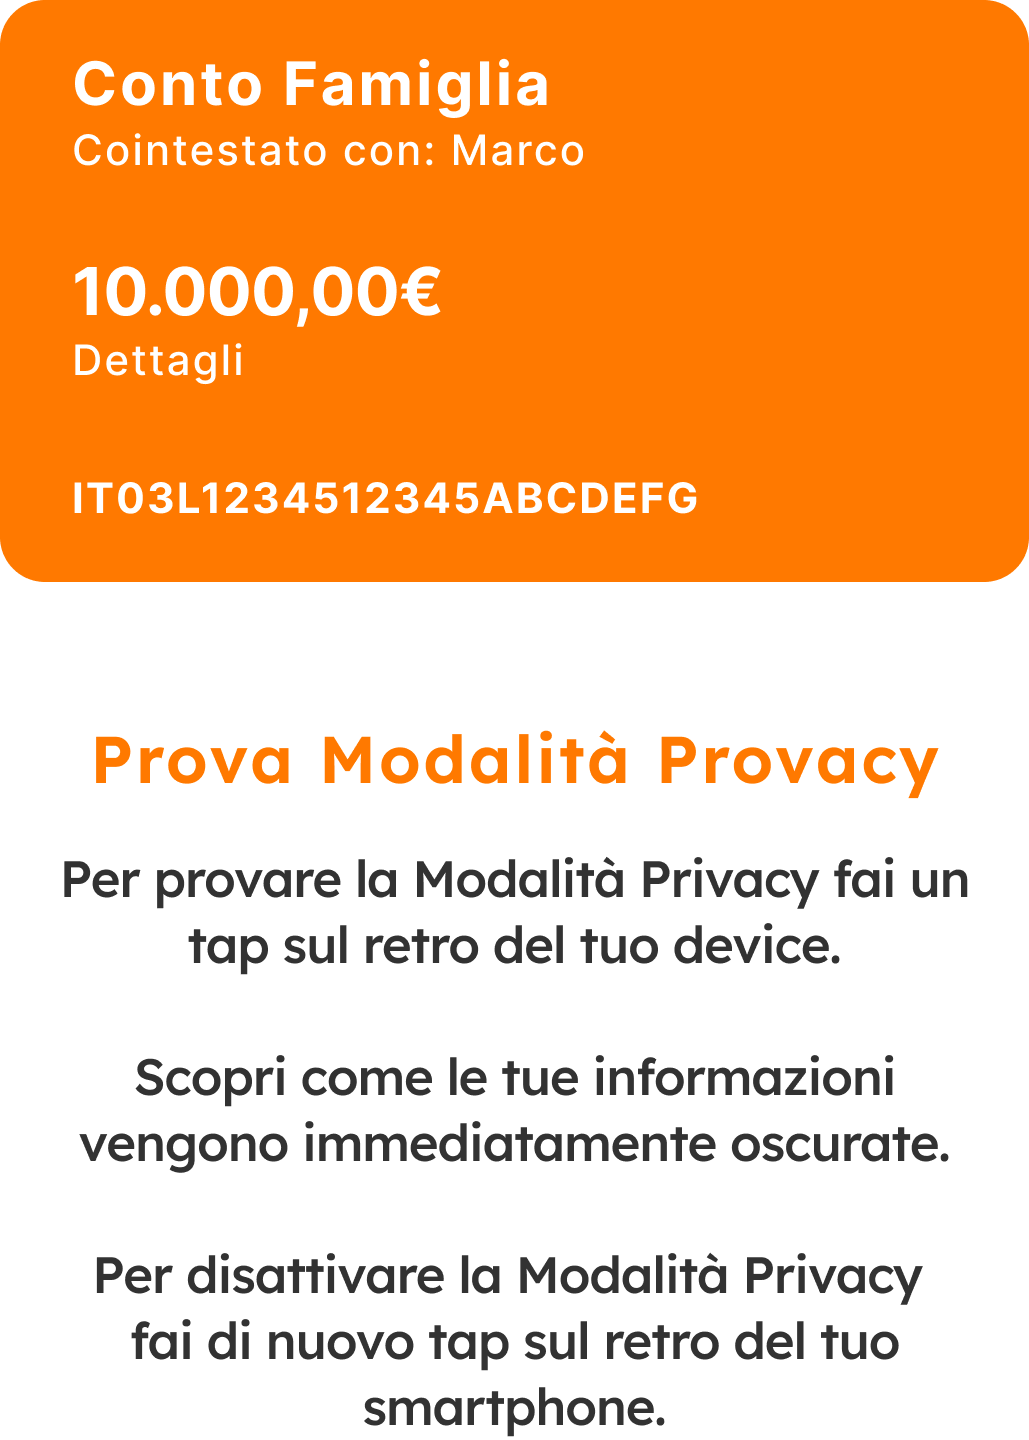 Conto Famiglia
Cointestato con: Marco
10.000,00€
Dettagli
IT03L1234512345ABCDEFG
Prova Modalità Provacy
Per provare la Modalità Privacy fai un
tap sul retro del tuo device.
Scopri come le tue informazioni
vengono immediatamente oscurate.
Per disattivare la Modalità Privacy
fai di nuovo tap sul retro del tuo
smartphone.